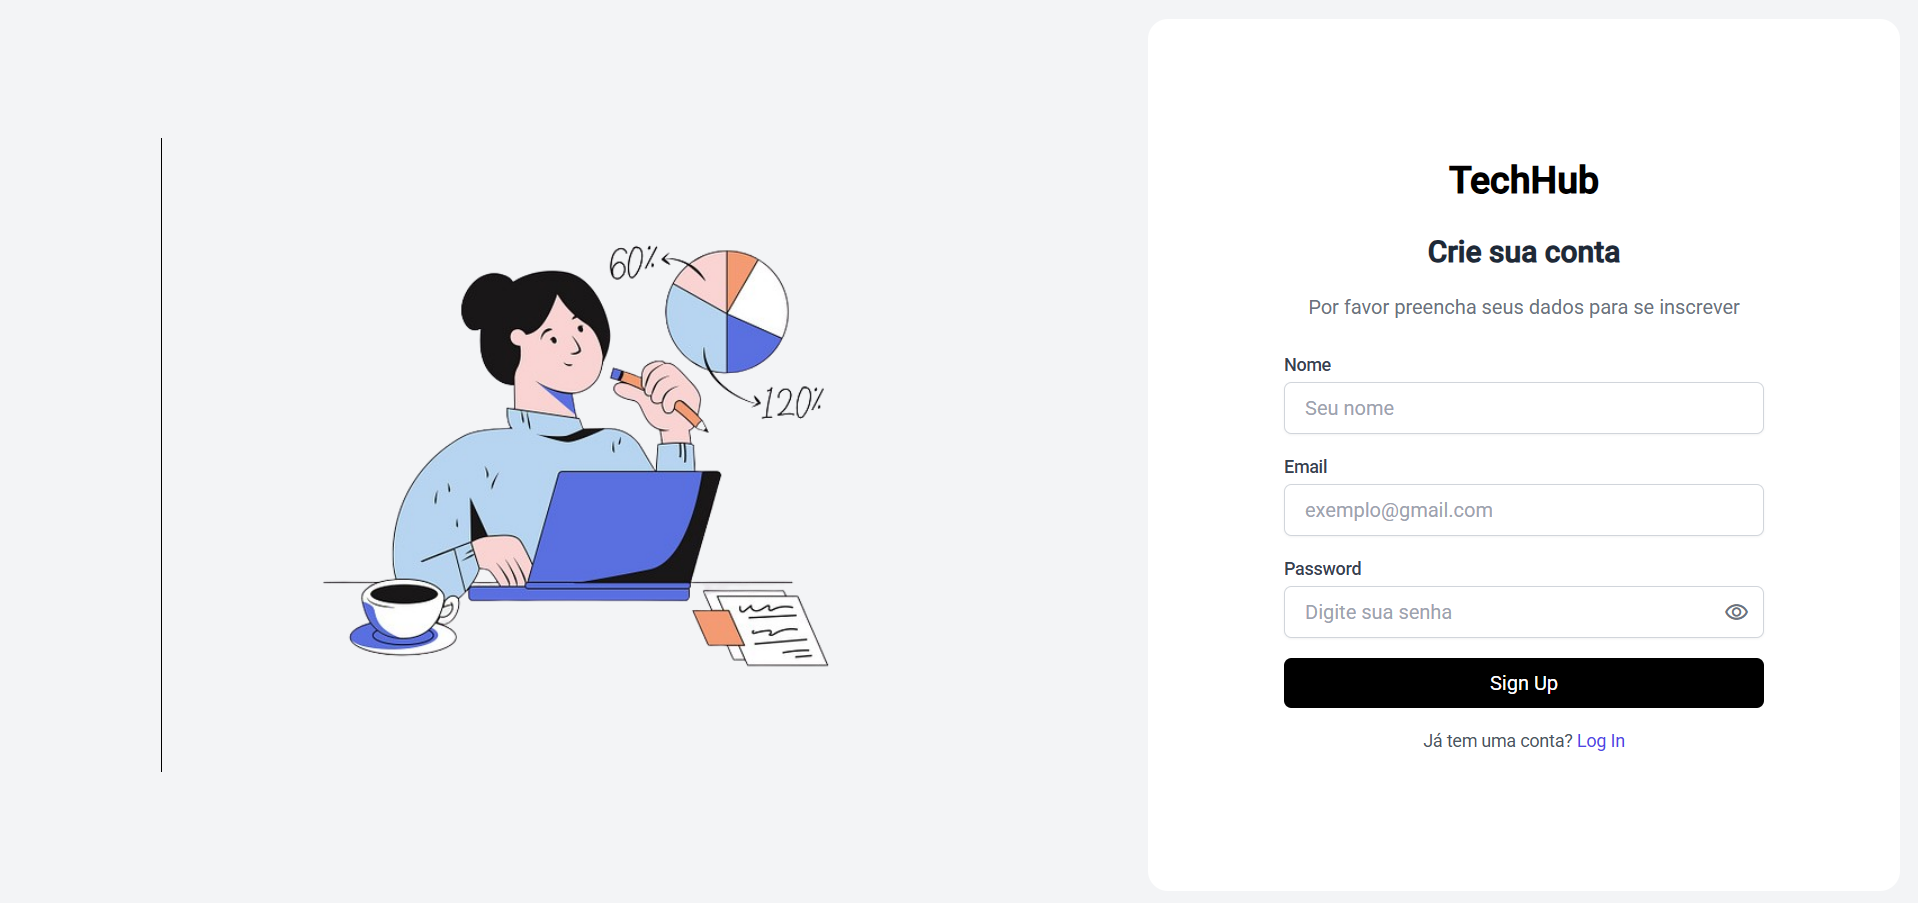 60%
120%
TechHub
Crie sua conta
Por favor preencha seus dados para se inscrever
Nome
Seu nome
Email
exemplo@gmail.com
Password
Digite sua senha
Sign Up
Já tem uma conta? Log In